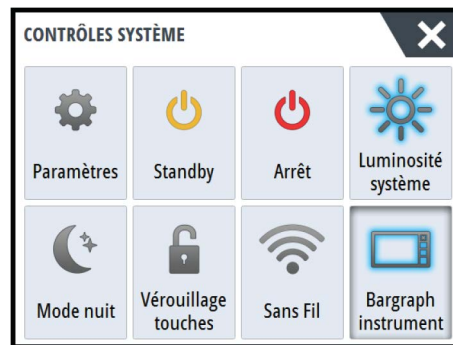 CONTRÔLES SYSTÈME
Paramètres
Standby
Arrêt
Luminosité
système
Mode nuit
Vérouillage
touches
Sans Fil
Bargraph
instrument